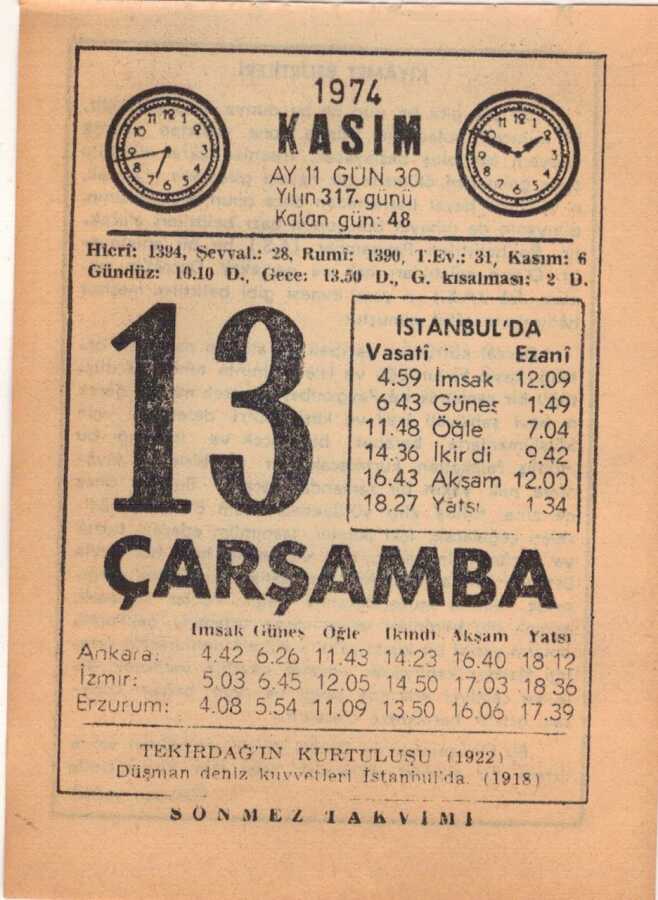 1974
KASIM
AY 11 GÜN 30
Yılın 317. günü
Kalan gün: 48
Hicrî: 1394, Şevval.: 28, Rumî: 1390, T.Ev.: 31, Kasım: 6
Gündüz: 10.10 D., Gece: 13.50 D., G. kısalması: 2 D.
13
İSTANBUL'DA
Vasatî Ezanî
4.59 İmsak 12.09
6 43 Güneş 1.49
11.48 Öğle 7.04
14.36 İkindi 9.42
16.43 Akşam 12.00
18.27 Yatsı 1 34
ÇARŞAMBA
İmsak Güneş Öğle İkindi Akşam Yatsı
Ankara: 4.42 6.26 11.43 14.23 16.40 18 12
İzmir: 5.03 6.45 12.05 14 50 17.03 18 36
Erzurum: 4.08 5.54 11.09 13.50 16.06 17.39
TEKİRDAĞ'IN KURTULUŞU (1922)
Düşman deniz kuvvetleri İstanbul'da. (1918)
SÖNMEZ TAKVİMİ